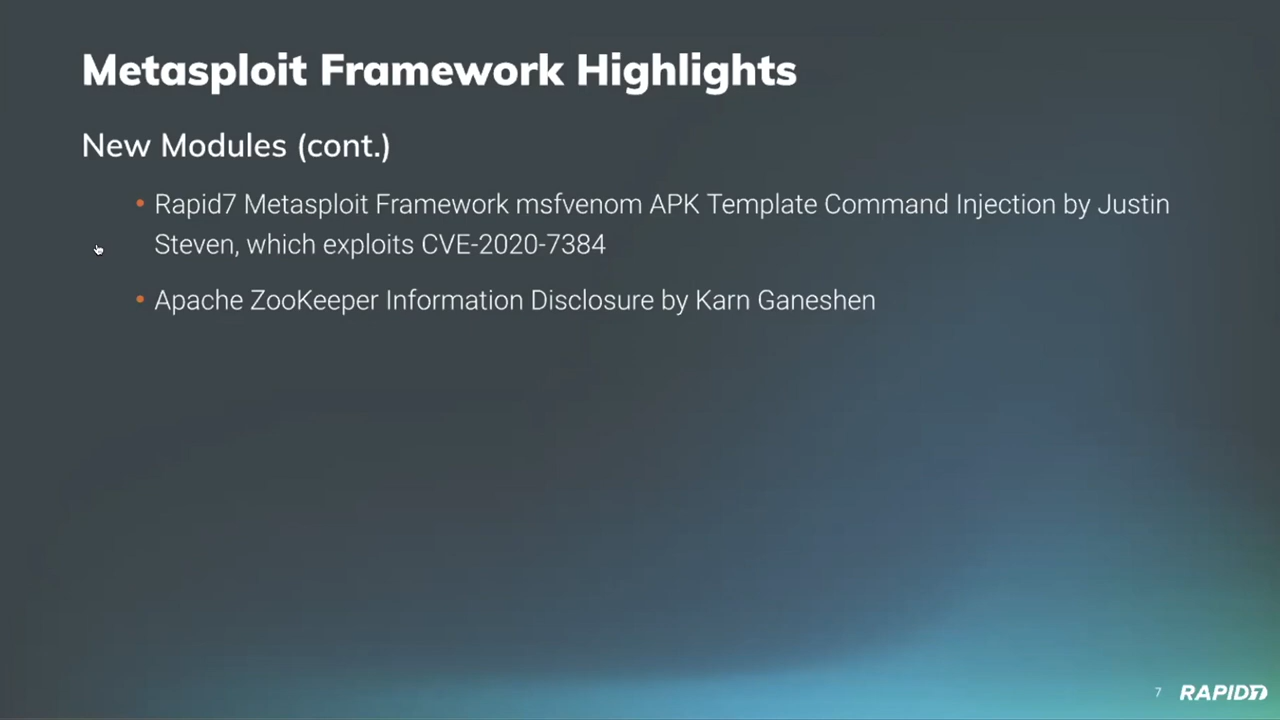 Metasploit Framework Highlights
New Modules (cont.)
• Rapid7 Metasploit Framework msfvenom APK Template Command Injection by Justin
Steven, which exploits CVE-2020-7384
• Apache ZooKeeper Information Disclosure by Karn Ganeshen
7 RAPID7